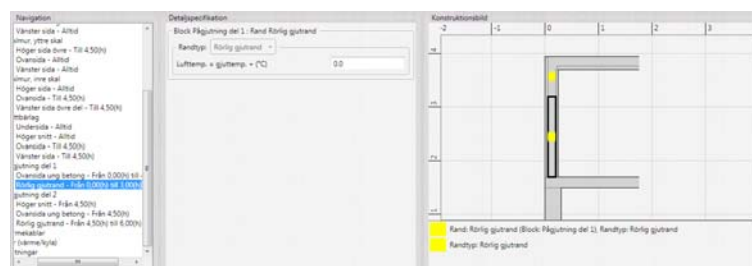 Navigation
Vänster sida - Alltid
elmur, yttre skal
Höger sida övre - Till 4,50(h)
Ovansida - Alltid
Vänster sida - Alltid
elmur, inre skal
Höger sida - Alltid
Ovansida - Till 4,50(h)
Vänster sida övre del - Till 4,50(h)
ttbärlag
Undersida - Alltid
Höger snitt - Alltid
Ovansida - Till 4,50(h)
Vänster sida - Till 4,50(h)
gjutning del 1
Ovansida ung betong - Från 0,00(h) till
Rörlig gjutrand - Från 0,00(h) till 3,00(h)
gjutning del 2
Höger snitt - Från 4,50(h)
Ovansida ung betong - Från 4,50(h)
Rörlig gjutrand - Från 4,50(h) till 6,00(h)
mekablar
r (värme/kyla)
tningar
Detaljspecifikation
Block Pågjutning del 1 : Rand Rörlig gjutrand
Randtyp: Rörlig gjutrand
Lufttemp. = gjuttemp. = (°C) 0.0
Konstruktionsbild
-2 -1 0 1 2 3
Rand: Rörlig gjutrand (Block: Pågjutning del 1), Randtyp: Rörlig gjutrand
Randtyp: Rörlig gjutrand